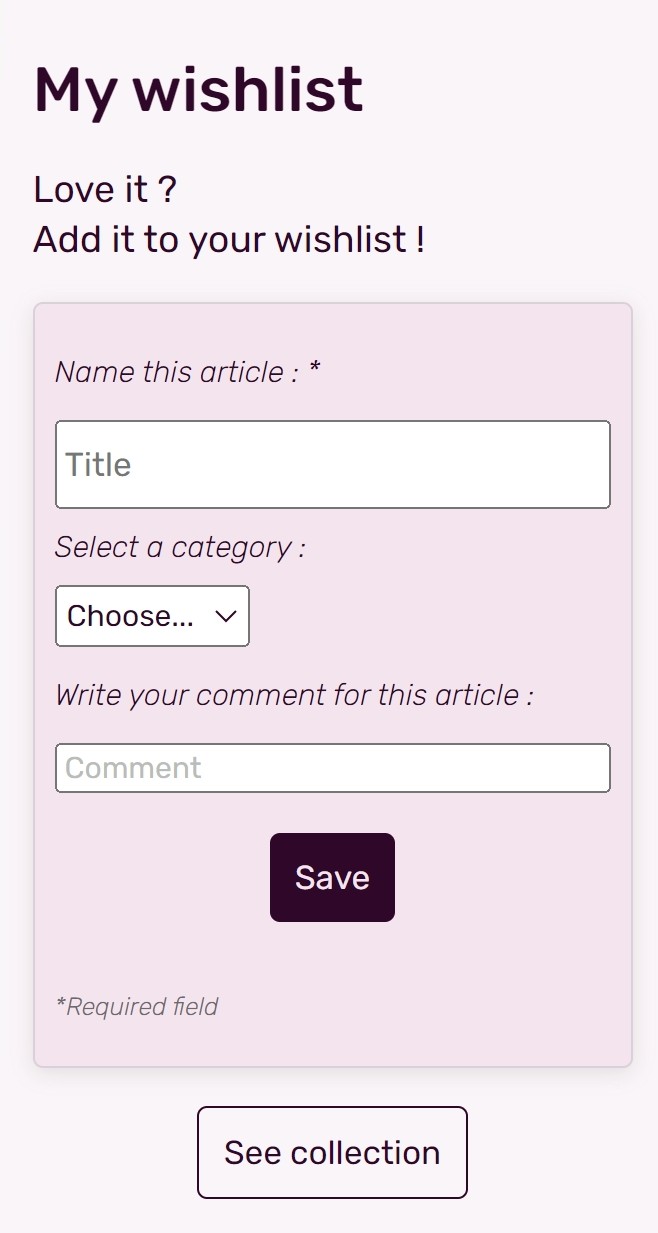 My wishlist
Love it ?
Add it to your wishlist !
Name this article : *
Title
Select a category :
Choose...
Write your comment for this article :
Comment
Save
*Required field
See collection